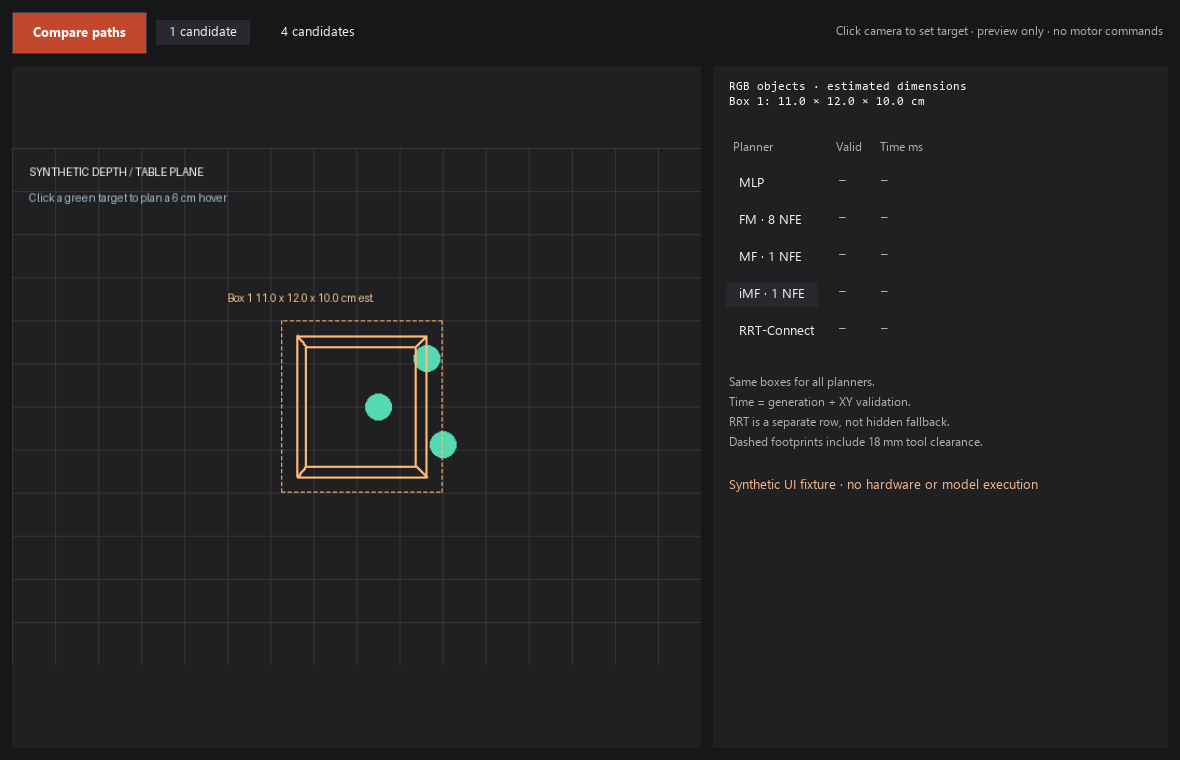 Compare paths 1 candidate 4 candidates Click camera to set target · preview only · no motor commands
SYNTHETIC DEPTH / TABLE PLANE
Click a green target to plan a 6 cm hover
Box 1 11.0 x 12.0 x 10.0 cm est.
RGB objects · estimated dimensions
Box 1: 11.0 × 12.0 × 10.0 cm
Planner Valid Time ms
MLP — —
FM · 8 NFE — —
MF · 1 NFE — —
iMF · 1 NFE — —
RRT-Connect — —
Same boxes for all planners.
Time = generation + XY validation.
RRT is a separate row, not hidden fallback.
Dashed footprints include 18 mm tool clearance.
Synthetic UI fixture · no hardware or model execution